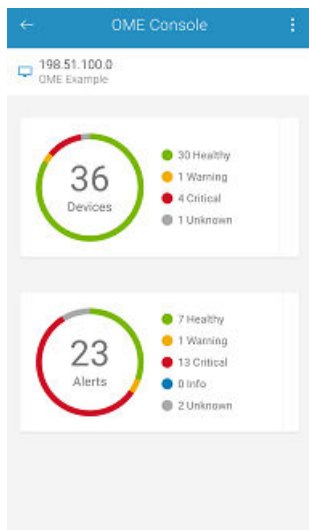 OME Console
198.51.100.0
OME Example
36
Devices
30 Healthy
1 Warning
4 Critical
1 Unknown
23
Alerts
7 Healthy
1 Warning
13 Critical
0 Info
2 Unknown